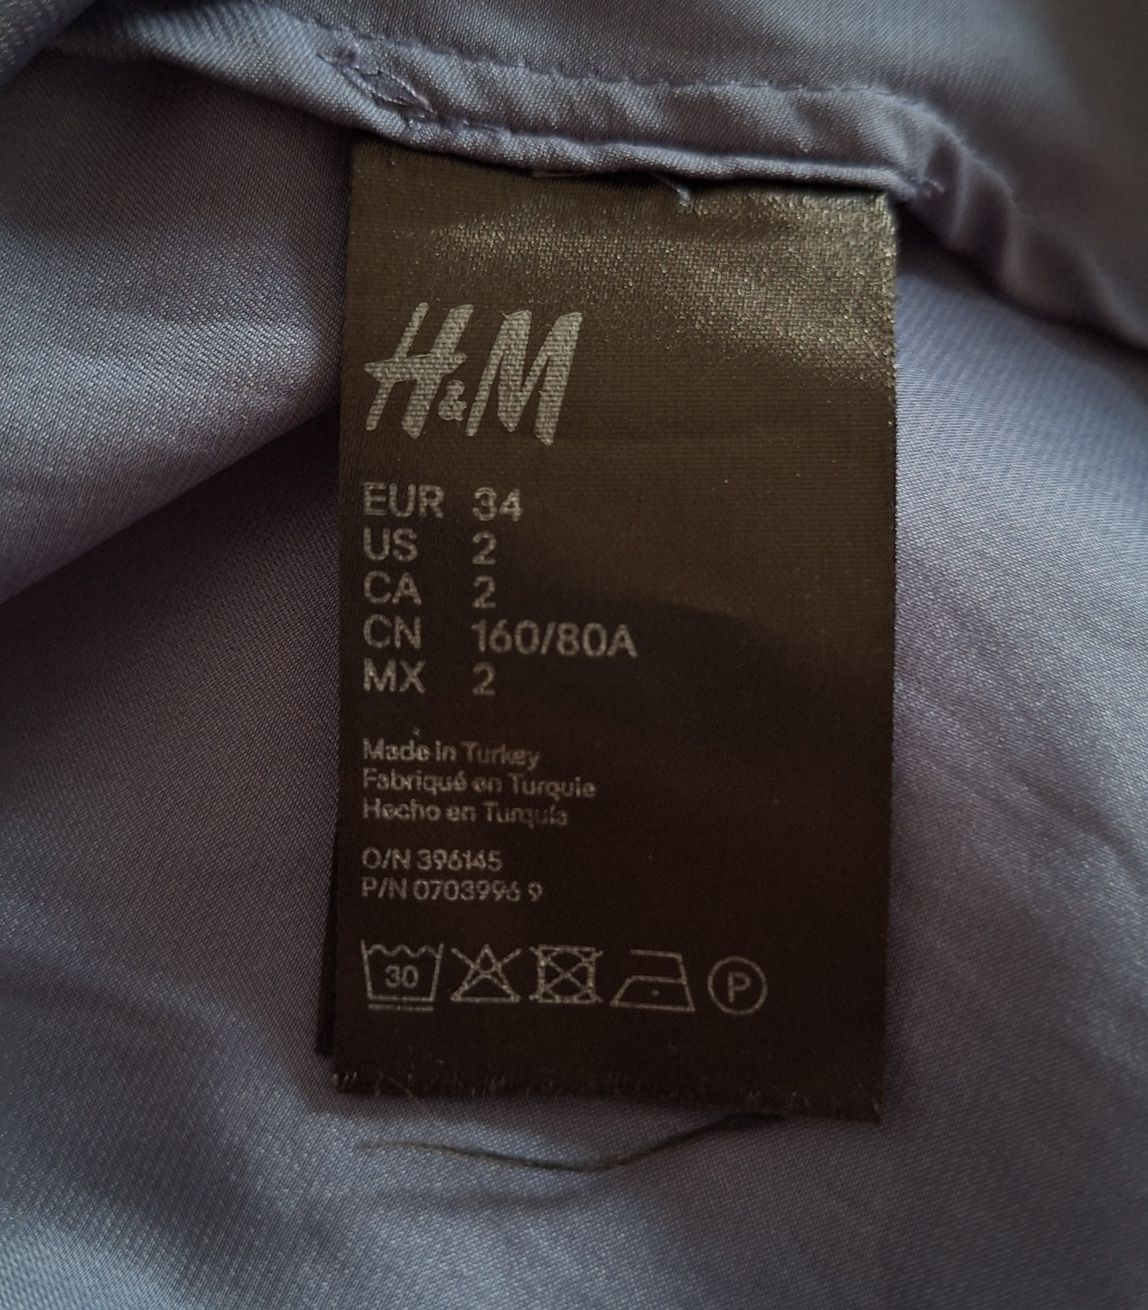 H&M
EUR 34
US 2
CA 2
CN 160/80A
MX 2
Made in Turkey
Fabriqué en Turquie
Hecho en Turquía
O/N 396145
P/N 0703996 9
30
P